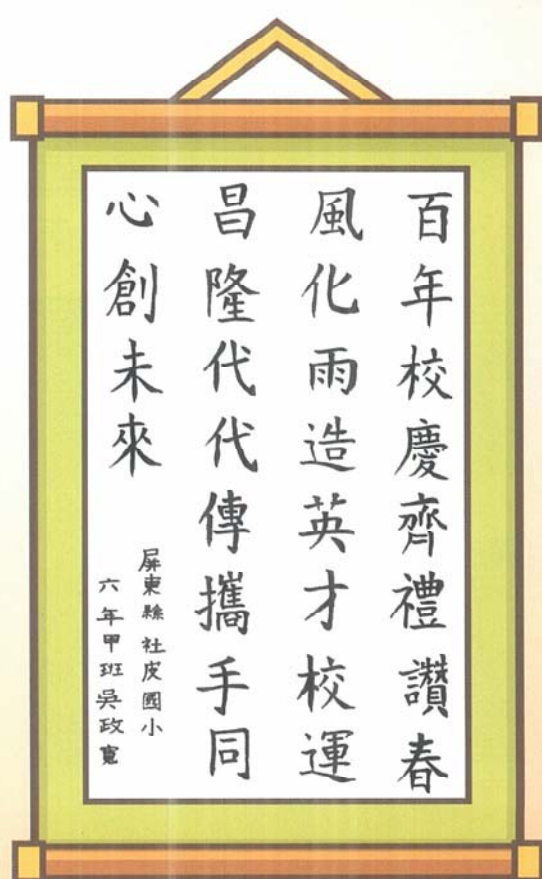 百年校慶齊禮讚春
風化雨造英才校運
昌隆代代傳攜手同
心創未來
屏東縣社皮國小
六年甲班吳政寬